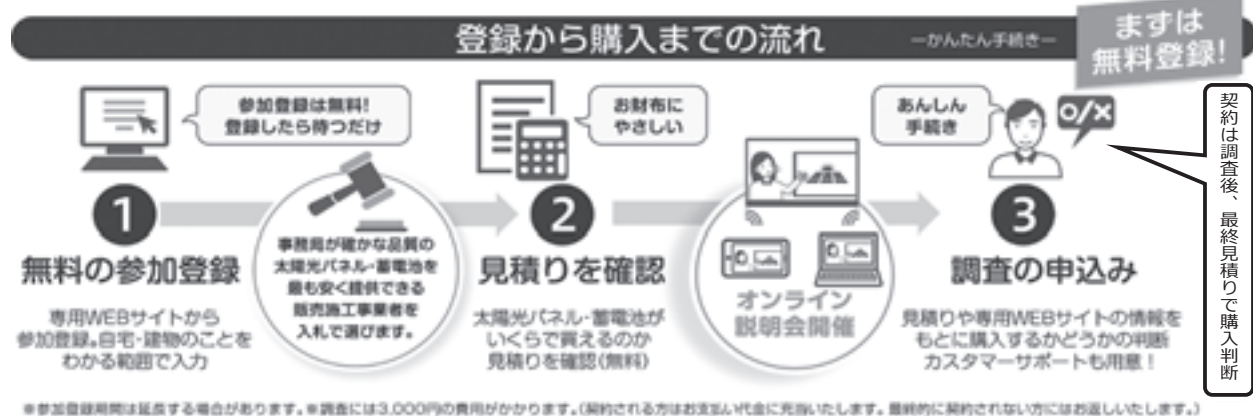 登録から購入までの流れ
―かんたん手続き―
まずは
無料登録!
参加登録は無料!
登録したら待つだけ
1
無料の参加登録
専用WEBサイトから
参加登録。自宅・建物のことを
わかる範囲で入力
事務局が確かな品質の
太陽光パネル・蓄電池を
最も安く提供できる
販売施工事業者を
入札で選びます。
お財布に
やさしい
2
見積りを確認
太陽光パネル・蓄電池が
いくらで買えるのか
見積りを確認(無料)
オンライン
説明会開催
あんしん
手続き
O/X
3
調査の申込み
見積りや専用WEBサイトの情報を
もとに購入するかどうかの判断
カスタマーサポートも用意！
契約は調査後、最終見積りで購入判断
※参加登録期間は延長する場合があります。※調査には3,000円の費用がかかります。(契約される方はお支払い代金に充当いたします。最終的に契約されない方にはお返しいたします。)